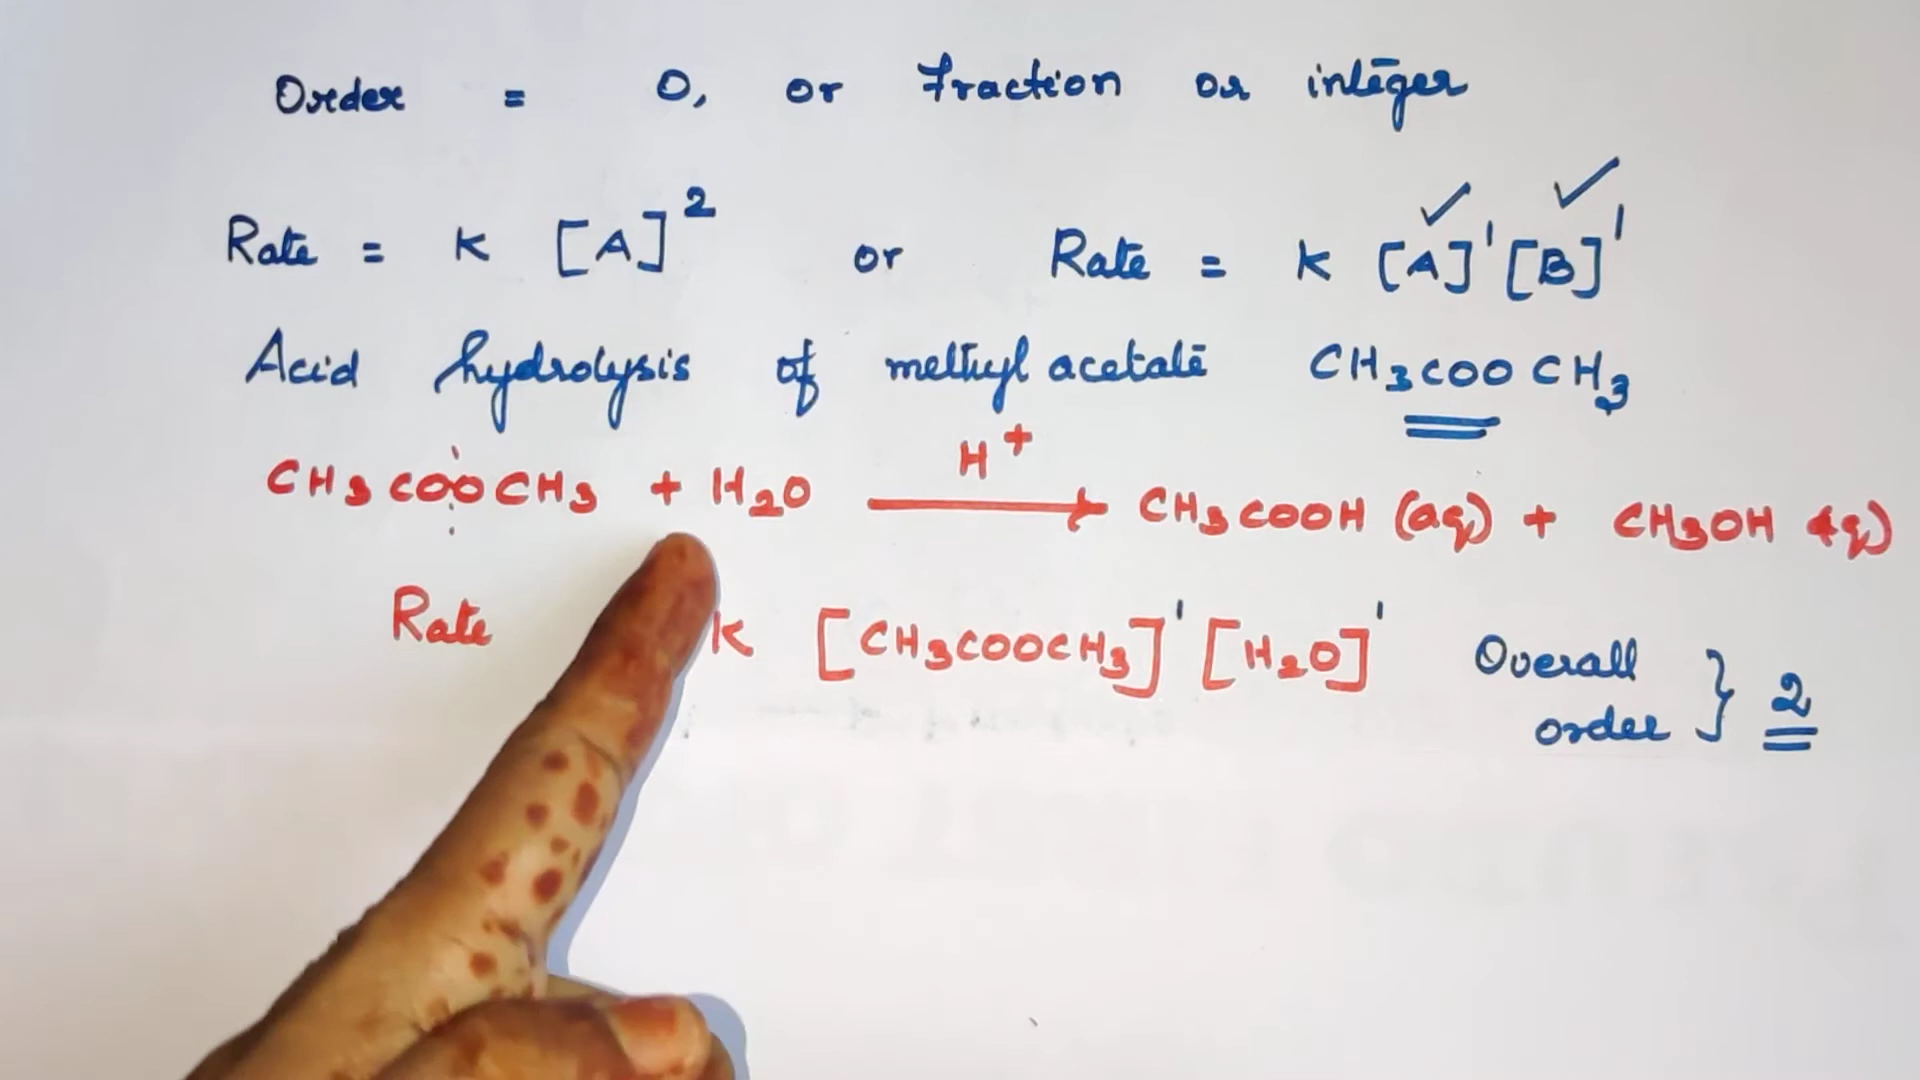 Order = 0, or Fraction or integer
Rate = K [A]² or Rate = K [A]¹ [B]¹
Acid hydrolysis of methyl acetate CH₃COOCH₃
H⁺
CH₃COOCH₃ + H₂O → CH₃COOH (aq) + CH₃OH (aq)
Rate K [CH₃COOCH₃]¹ [H₂O]¹ Overall order } 2